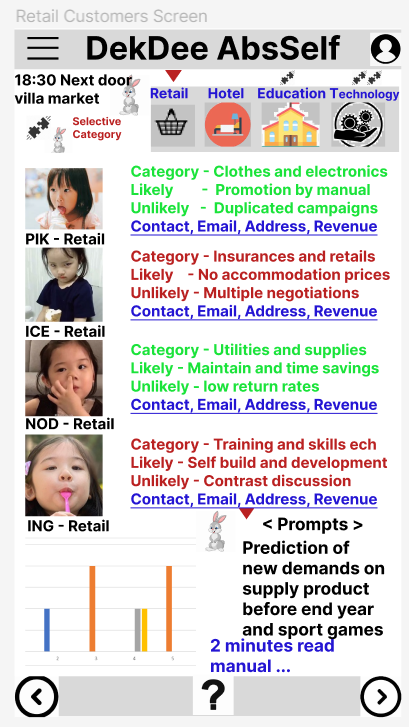 Retail Customers Screen
DekDee AbsSelf
18:30 Next door
villa market
Selective
Category
Retail Hotel Education Technology
Category - Clothes and electronics
Likely - Promotion by manual
Unlikely - Duplicated campaigns
Contact, Email, Address, Revenue
PIK - Retail
Category - Insurances and retails
Likely - No accommodation prices
Unlikely - Multiple negotiations
Contact, Email, Address, Revenue
ICE - Retail
Category - Utilities and supplies
Likely - Maintain and time savings
Unlikely - low return rates
Contact, Email, Address, Revenue
NOD - Retail
Category - Training and skills ech
Likely - Self build and development
Unlikely - Contrast discussion
Contact, Email, Address, Revenue
ING - Retail
< Prompts >
Prediction of
new demands on
supply product
before end year
and sport games
2 minutes read
manual ...
2 3 4 5
?